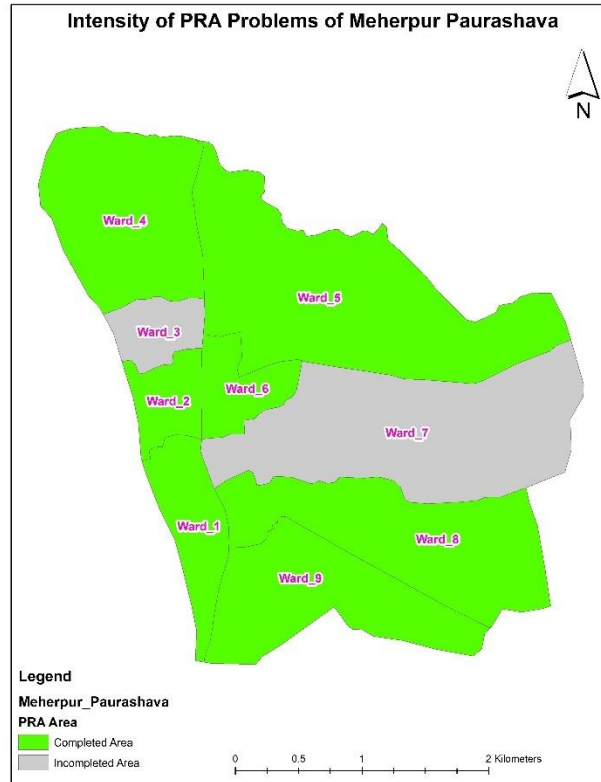 Intensity of PRA Problems of Meherpur Paurashava
N
Ward_4
Ward_5
Ward_3
Ward_6
Ward_2
Ward_7
Ward_1
Ward_8
Ward_9
Legend
Meherpur_Paurashava
PRA Area
Completed Area
Incompleted Area
0 0.5 1 2 Kilometers